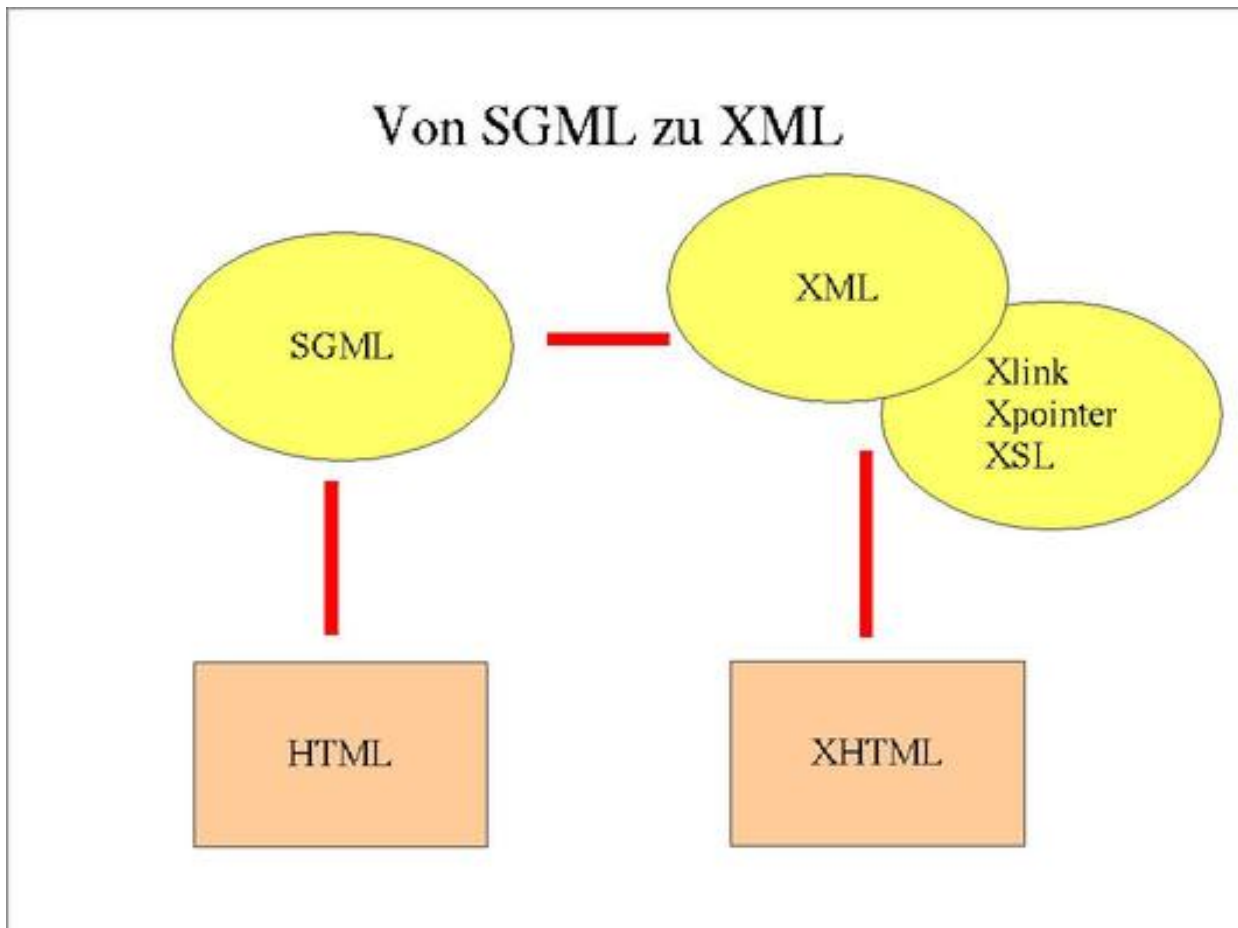 Von SGML zu XML
SGML
XML
Xlink
Xpointer
XSL
HTML
XHTML